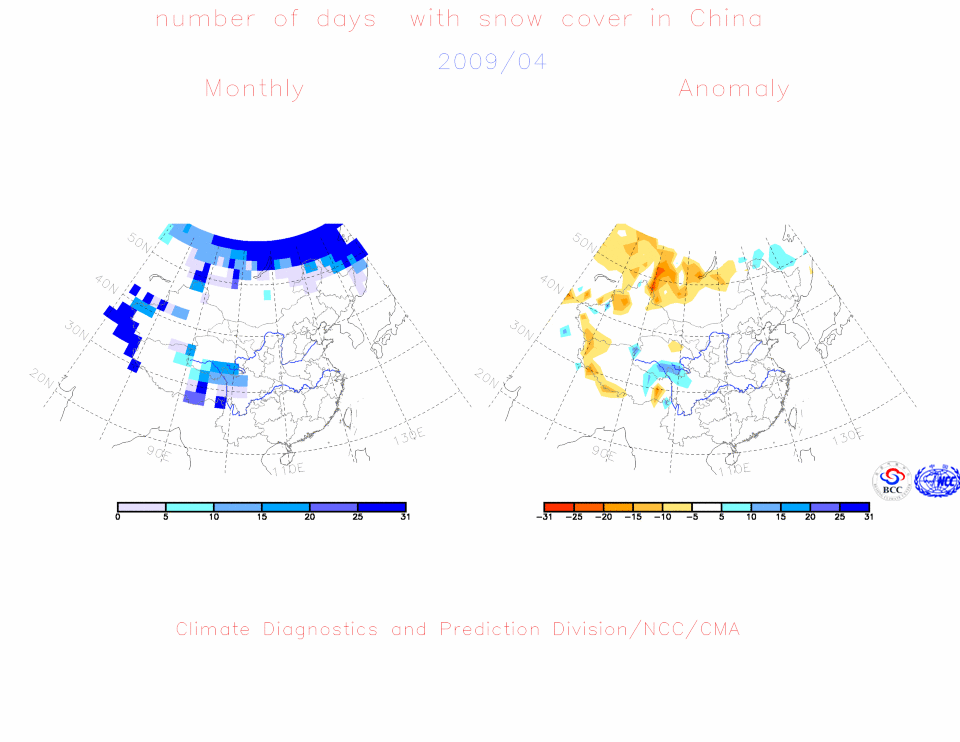 number of days with snow cover in China
2009/04
Monthly Anomaly
50N 50N
40N 40N
30N 30N
20N 20N
90E 110E 130E 90E 110E 130E
BCC NCC
0 5 10 15 20 25 31 -31 -25 -20 -15 -10 -5 5 10 15 20 25 31
Climate Diagnostics and Prediction Division/NCC/CMA